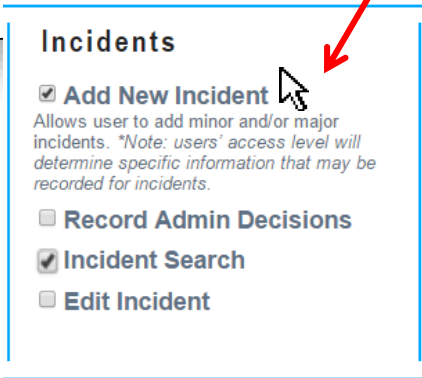 Incidents
Add New Incident
Allows user to add minor and/or major
incidents. *Note: users' access level will
determine specific information that may be
recorded for incidents.
Record Admin Decisions
Incident Search
Edit Incident